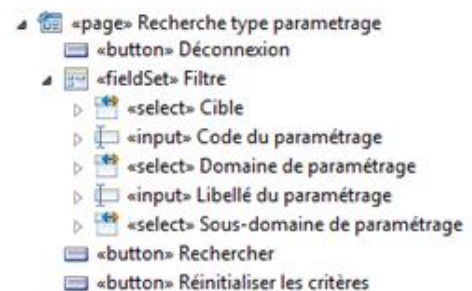 «page» Recherche type parametrage
«button» Déconnexion
«fieldSet» Filtre
«select» Cible
«input» Code du paramétrage
«select» Domaine de paramétrage
«input» Libellé du paramétrage
«select» Sous-domaine de paramétrage
«button» Rechercher
«button» Réinitialiser les critères